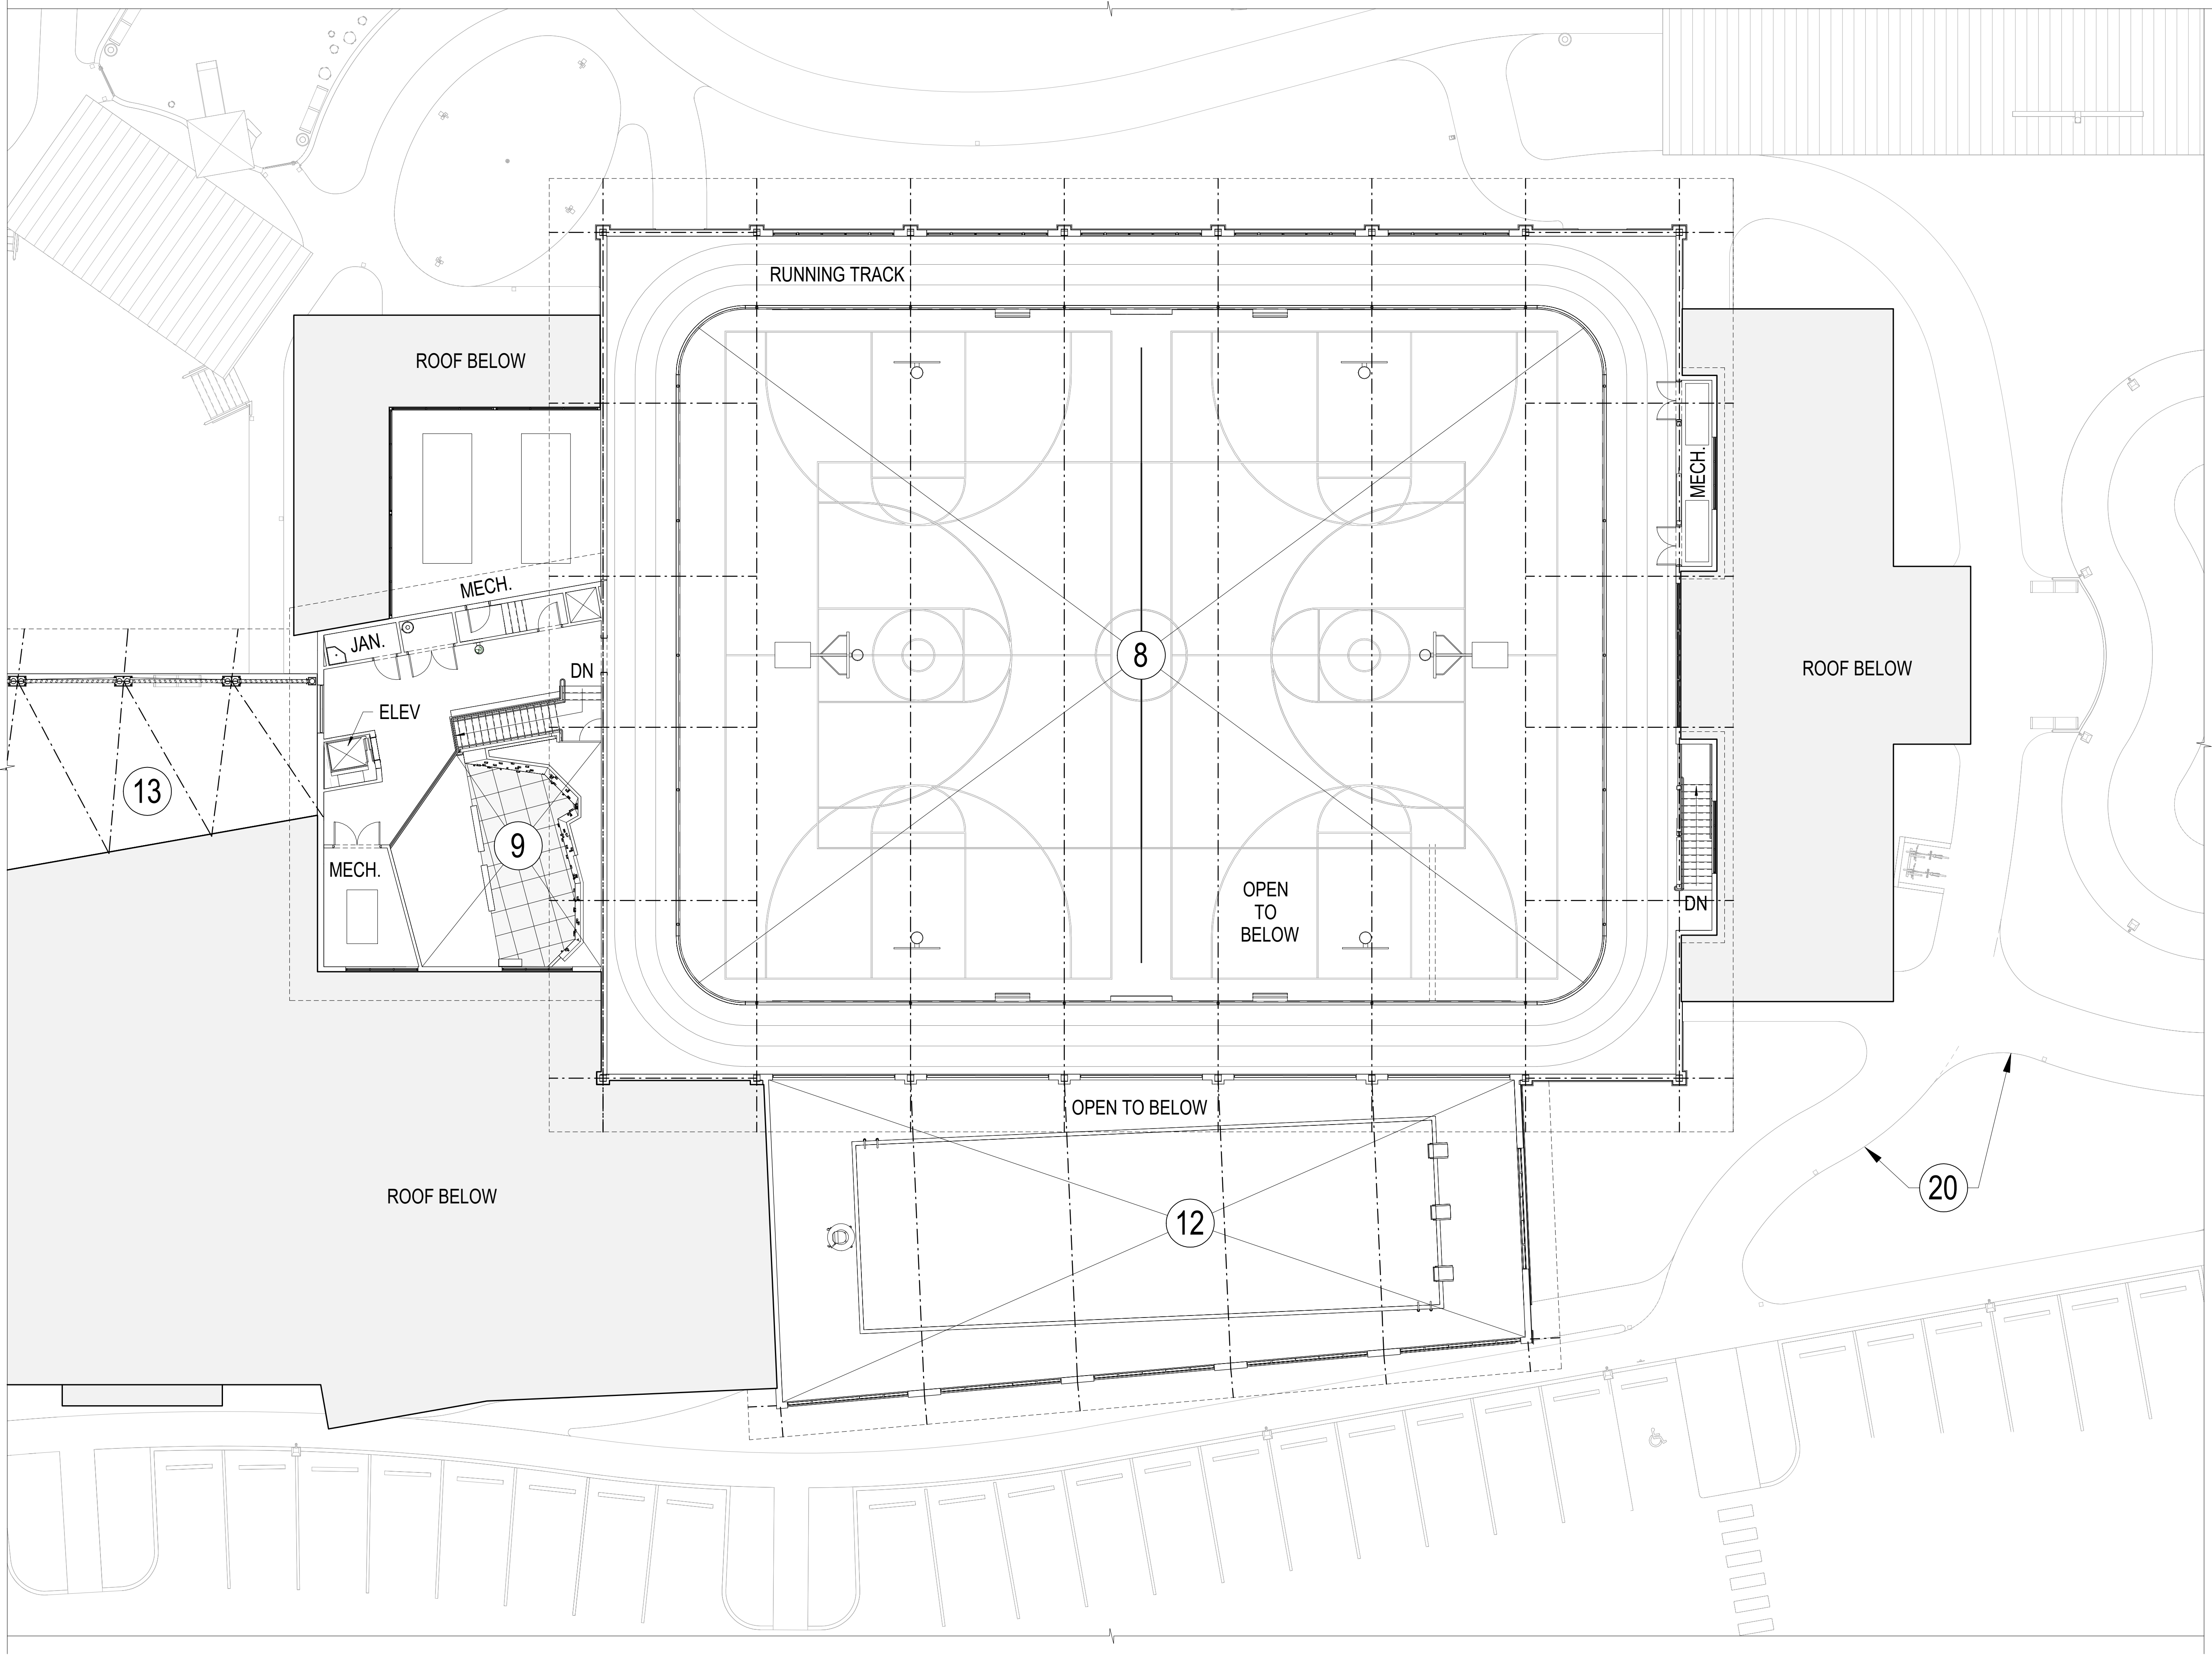 RUNNING TRACK
ROOF BELOW
MECH.
MECH.
JAN.
DN
8
ROOF BELOW
ELEV
13
9
MECH.
OPEN
TO
BELOW
DN
OPEN TO BELOW
ROOF BELOW
12
20